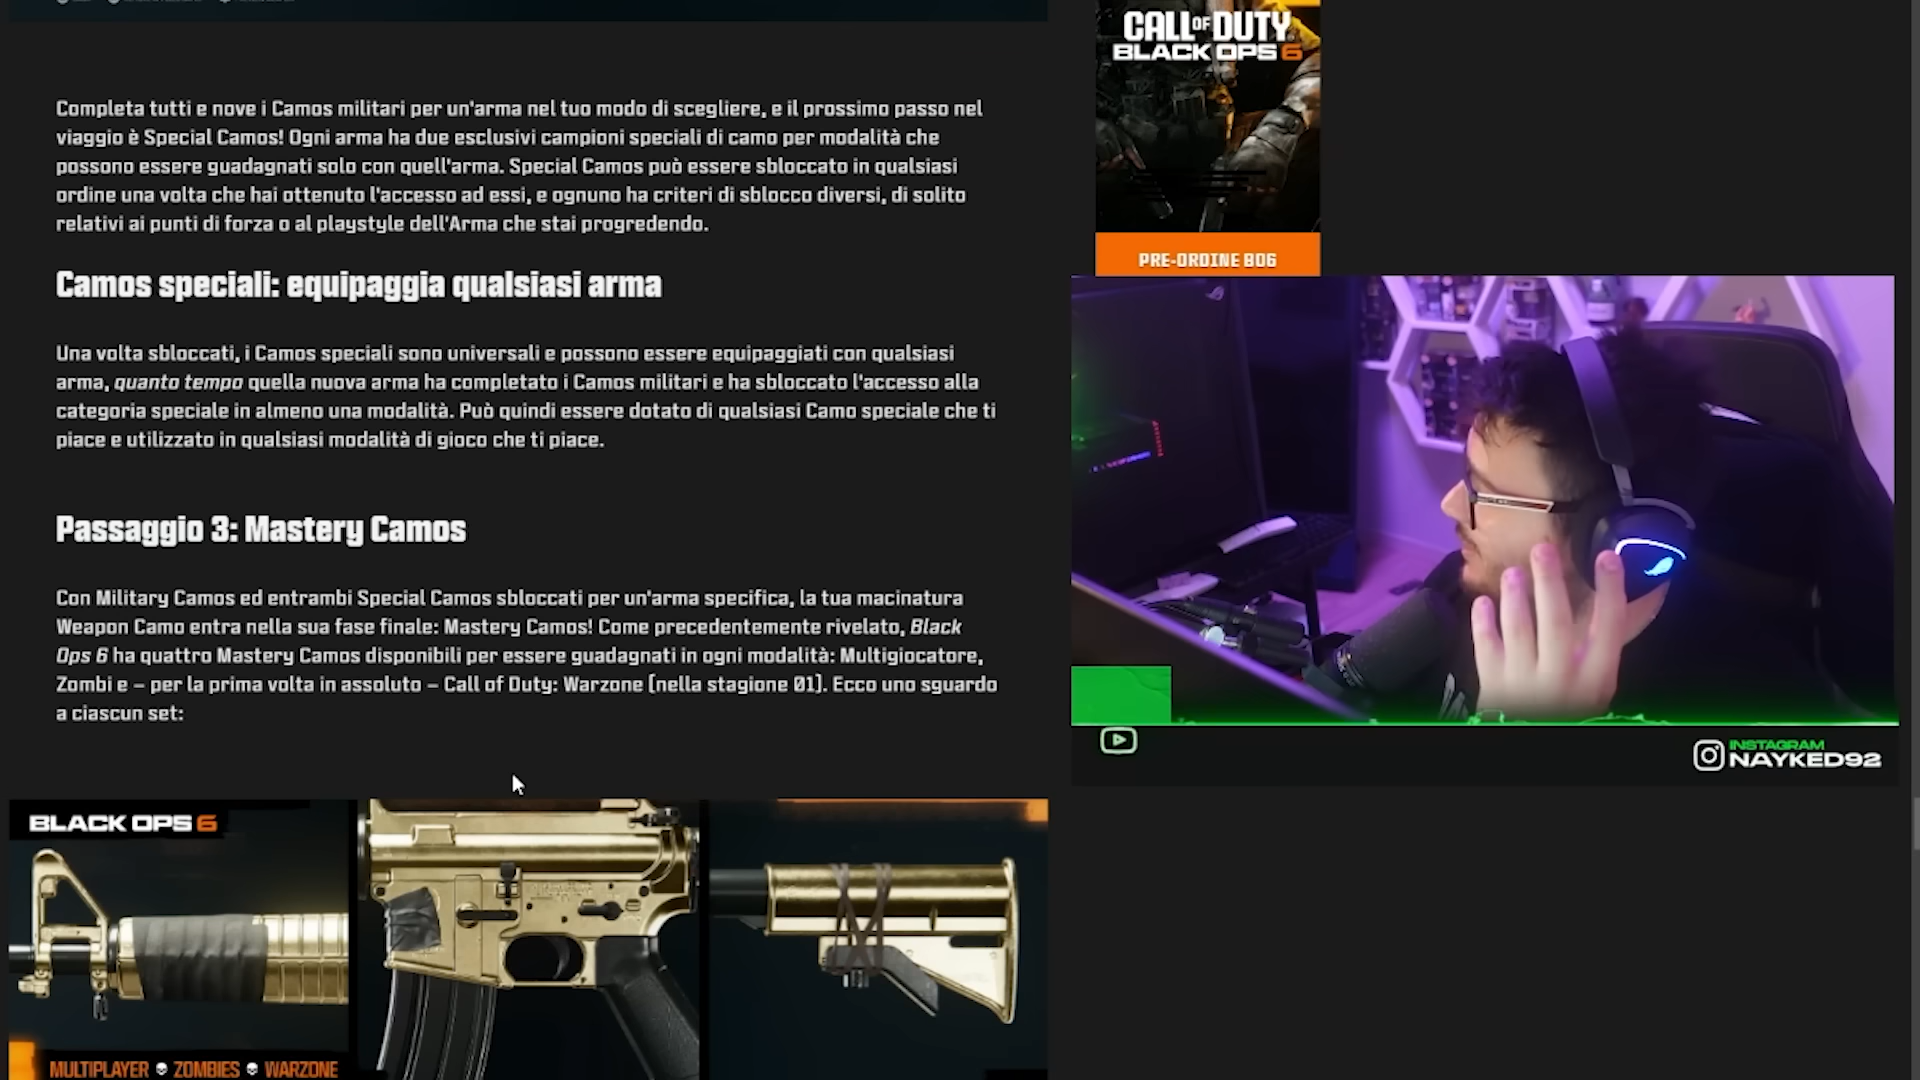 CALL OF DUTY
BLACK OPS 6
PRE-ORDINE BO6
Completa tutti e nove i Camos militari per un'arma nel tuo modo di scegliere, e il prossimo passo nel
viaggio è Special Camos! Ogni arma ha due esclusivi campioni speciali di camo per modalità che
possono essere guadagnati solo con quell'arma. Special Camos può essere sbloccato in qualsiasi
ordine una volta che hai ottenuto l'accesso ad essi, e ognuno ha criteri di sblocco diversi, di solito
relativi ai punti di forza o al playstyle dell'Arma che stai progredendo.
Camos speciali: equipaggia qualsiasi arma
Una volta sbloccati, i Camos speciali sono universali e possono essere equipaggiati con qualsiasi
arma, quanto tempo quella nuova arma ha completato i Camos militari e ha sbloccato l'accesso alla
categoria speciale in almeno una modalità. Può quindi essere dotato di qualsiasi Camo speciale che ti
piace e utilizzato in qualsiasi modalità di gioco che ti piace.
Passaggio 3: Mastery Camos
Con Military Camos ed entrambi Special Camos sbloccati per un'arma specifica, la tua macinatura
Weapon Camo entra nella sua fase finale: Mastery Camos! Come precedentemente rivelato, Black
Ops 6 ha quattro Mastery Camos disponibili per essere guadagnati in ogni modalità: Multigiocatore,
Zombi e – per la prima volta in assoluto – Call of Duty: Warzone (nella stagione 01). Ecco uno sguardo
a ciascun set:
INSTAGRAM
NAYKED92
BLACK OPS 6
MULTIPLAYER ZOMBIES WARZONE